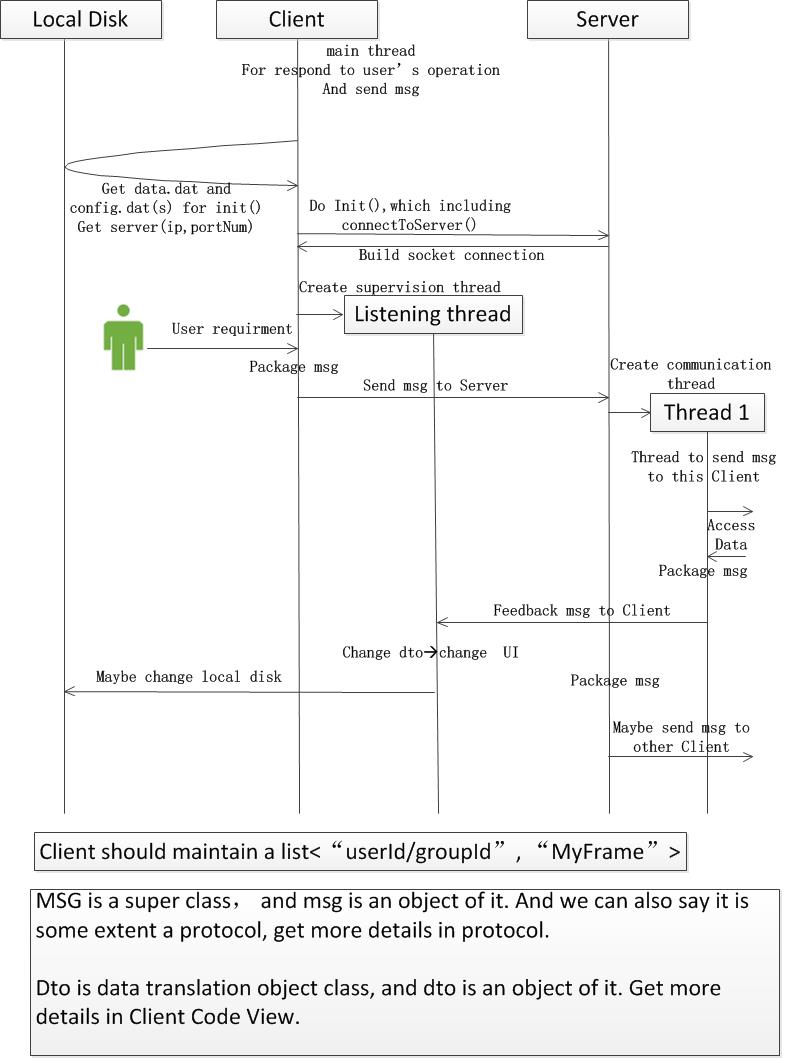 Local Disk
Client
Server
main thread
For respond to user’s operation
And send msg
Get data.dat and
config.dat(s) for init()
Get server(ip,portNum)
Do Init(),which including
connectToServer()
Build socket connection
Create supervision thread
Listening thread
User requirment
Package msg
Send msg to Server
Create communication
thread
Thread 1
Thread to send msg
to this Client
Access
Data
Package msg
Feedback msg to Client
Change dto→change UI
Maybe change local disk
Package msg
Maybe send msg to
other Client
Client should maintain a list<“userId/groupId”, “MyFrame”>
MSG is a super class， and msg is an object of it. And we can also say it is
some extent a protocol, get more details in protocol.
Dto is data translation object class, and dto is an object of it. Get more
details in Client Code View.